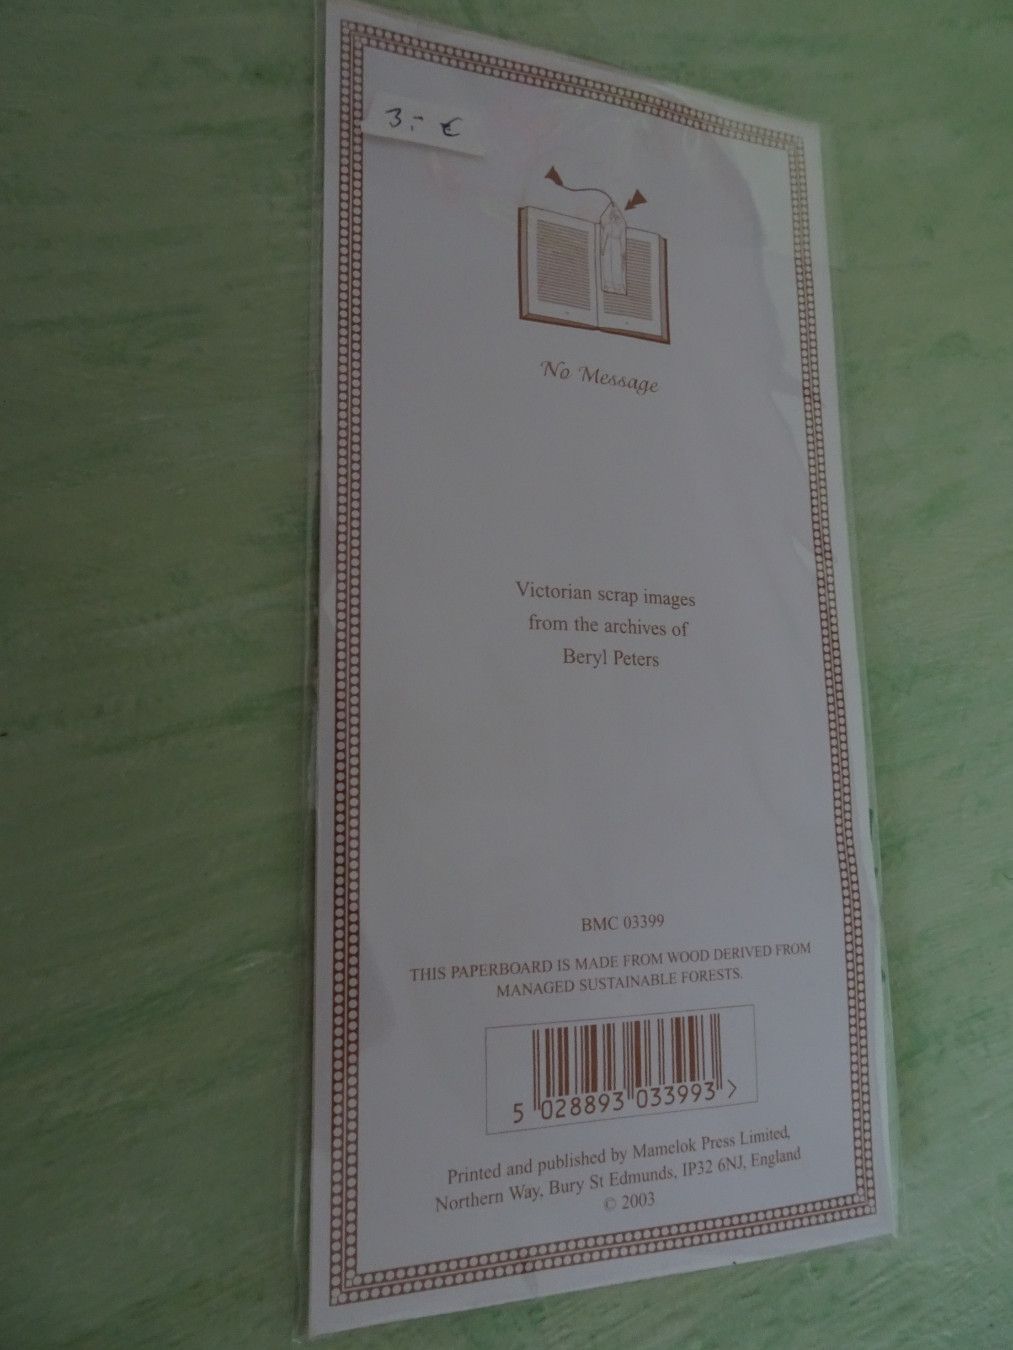 3.- €
No Message
Victorian scrap images
from the archives of
Beryl Peters
BMC 03399
THIS PAPERBOARD IS MADE FROM WOOD DERIVED FROM
MANAGED SUSTAINABLE FORESTS.
5 028893 033993 >
Printed and published by Mamelok Press Limited,
Northern Way, Bury St Edmunds, IP32 6NJ, England
© 2003